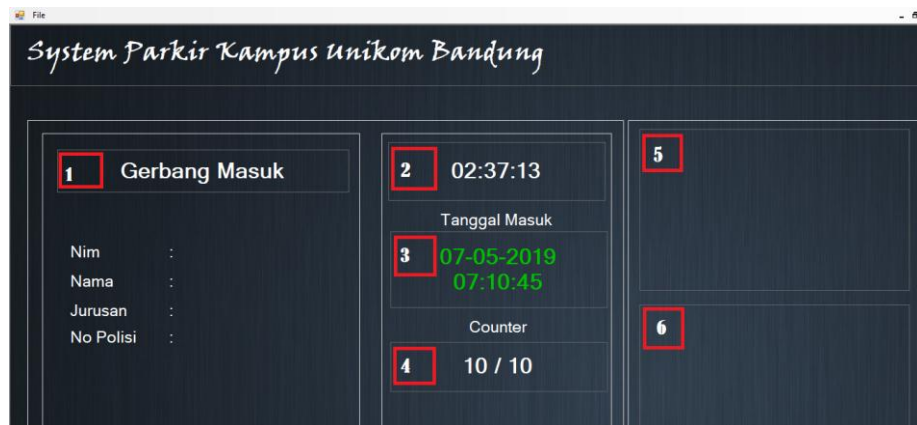 File
System Parkir Kampus Unikom Bandung
1 Gerbang Masuk
Nim :
Nama :
Jurusan :
No Polisi :
2 02:37:13
Tanggal Masuk
3 07-05-2019
07:10:45
Counter
4 10 / 10
5
6